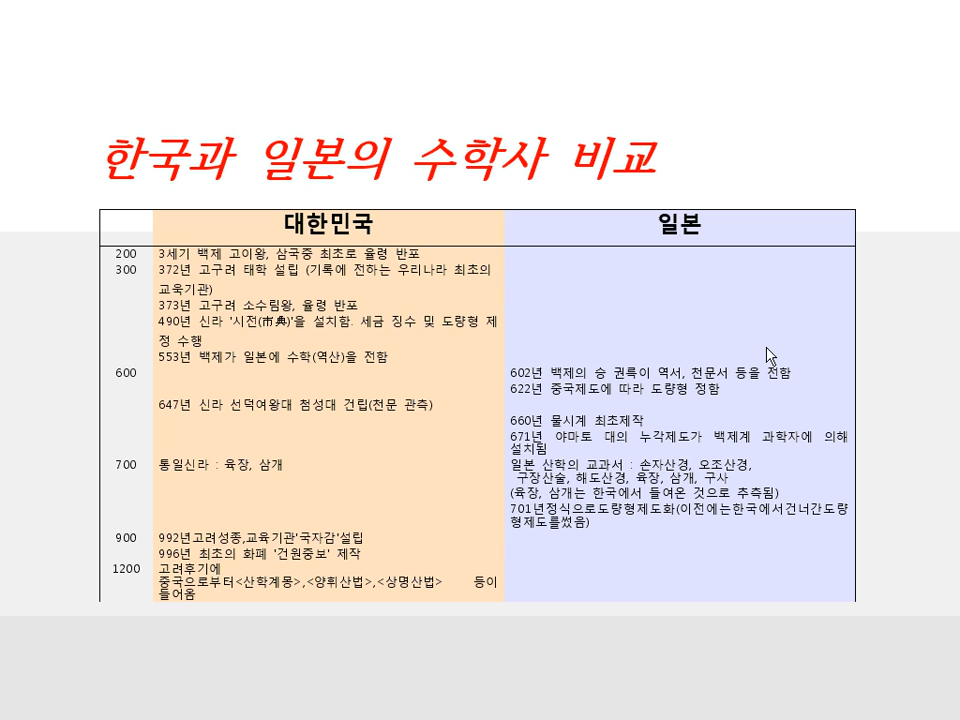 한국과 일본의 수학사 비교
대한민국 일본
200 3세기 백제 고이왕, 삼국중 최초로 율령 반포
300 372년 고구려 태학 설립 (기록에 전하는 우리나라 최초의
교육기관)
373년 고구려 소수림왕, 율령 반포
490년 신라 '시전(市典)'을 설치함. 세금 징수 및 도량형 제
정 수행
553년 백제가 일본에 수학(역산)을 전함
600 602년 백제의 승 권륵이 역서, 천문서 등을 전함
622년 중국제도에 따라 도량형 정함
647년 신라 선덕여왕대 첨성대 건립(천문 관측)
660년 물시계 최초제작
671년 야마토 대의 누각제도가 백제계 과학자에 의해
설치됨
700 통일신라 : 육장, 삼개 일본 산학의 교과서 : 손자산경, 오조산경,
구장산술, 해도산경, 육장, 삼개, 구사
(육장, 삼개는 한국에서 들여온 것으로 추측됨)
701년정식으로도량형제도화(이전에는한국에서건너간도량
형제도를썼음)
900 992년고려성종,교육기관'국자감'설립
996년 최초의 화폐 '건원중보' 제작
1200 고려후기에
중국으로부터<산학계몽>,<양휘산법>,<상명산법> 등이
들어옴